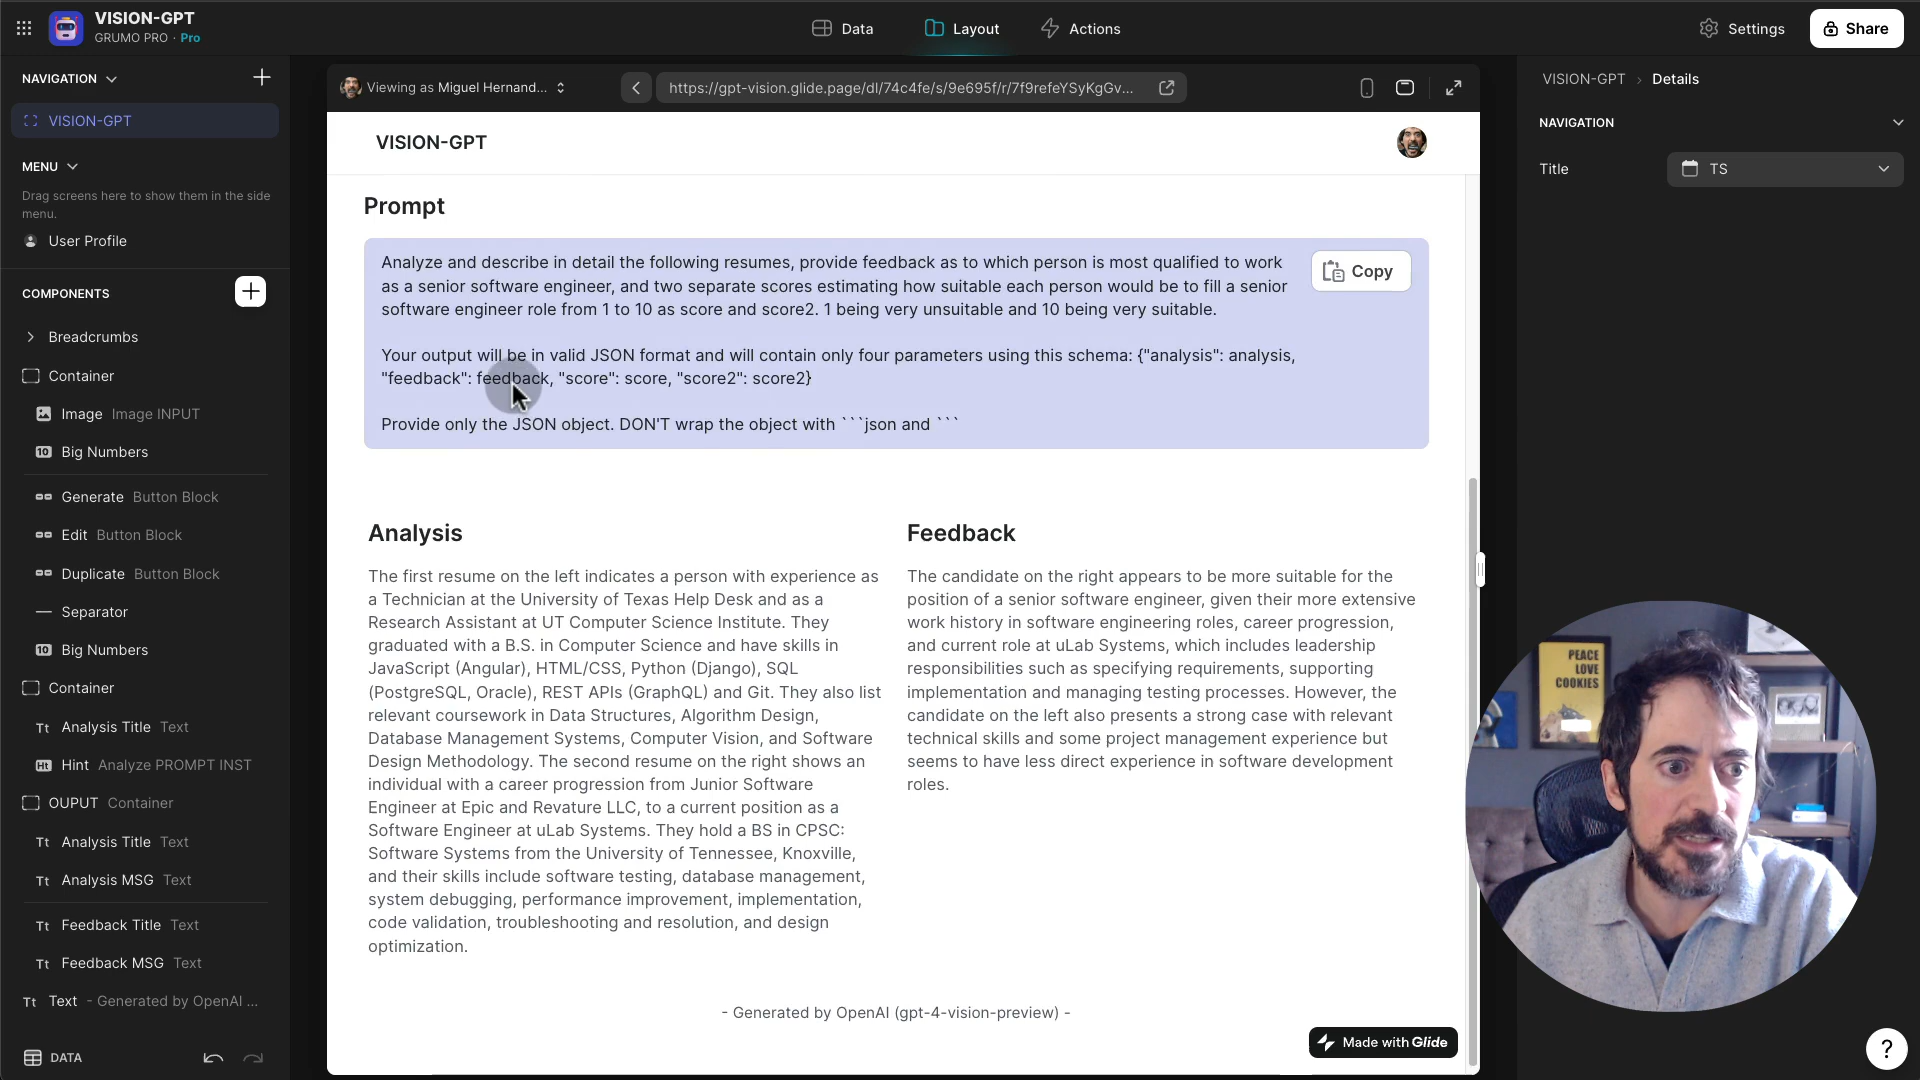 VISION-GPT
GRUMO PRO · Pro
Data
Layout
Actions
Settings
Share
NAVIGATION
VISION-GPT
MENU
Drag screens here to show them in the side
menu.
User Profile
COMPONENTS
Breadcrumbs
Container
Image Image INPUT
10 Big Numbers
Generate Button Block
Edit Button Block
Duplicate Button Block
Separator
10 Big Numbers
Container
Tt Analysis Title Text
Ht Hint Analyze PROMPT INST
OUPUT Container
Tt Analysis Title Text
Tt Analysis MSG Text
Tt Feedback Title Text
Tt Feedback MSG Text
Tt Text - Generated by OpenAI ...
DATA
Viewing as Miguel Hernand...
https://gpt-vision.glide.page/dl/74c4fe/s/9e695f/r/7f9refeYSyKgGv...
VISION-GPT
Prompt
Analyze and describe in detail the following resumes, provide feedback as to which person is most qualified to work
as a senior software engineer, and two separate scores estimating how suitable each person would be to fill a senior
software engineer role from 1 to 10 as score and score2. 1 being very unsuitable and 10 being very suitable.
Your output will be in valid JSON format and will contain only four parameters using this schema: {"analysis": analysis,
"feedback": feedback, "score": score, "score2": score2}
Provide only the JSON object. DON'T wrap the object with ```json and ```
Copy
Analysis
The first resume on the left indicates a person with experience as
a Technician at the University of Texas Help Desk and as a
Research Assistant at UT Computer Science Institute. They
graduated with a B.S. in Computer Science and have skills in
JavaScript (Angular), HTML/CSS, Python (Django), SQL
(PostgreSQL, Oracle), REST APIs (GraphQL) and Git. They also list
relevant coursework in Data Structures, Algorithm Design,
Database Management Systems, Computer Vision, and Software
Design Methodology. The second resume on the right shows an
individual with a career progression from Junior Software
Engineer at Epic and Revature LLC, to a current position as a
Software Engineer at uLab Systems. They hold a BS in CPSC:
Software Systems from the University of Tennessee, Knoxville,
and their skills include software testing, database management,
system debugging, performance improvement, implementation,
code validation, troubleshooting and resolution, and design
optimization.
Feedback
The candidate on the right appears to be more suitable for the
position of a senior software engineer, given their more extensive
work history in software engineering roles, career progression,
and current role at uLab Systems, which includes leadership
responsibilities such as specifying requirements, supporting
implementation and managing testing processes. However, the
candidate on the left also presents a strong case with relevant
technical skills and some project management experience but
seems to have less direct experience in software development
roles.
- Generated by OpenAI (gpt-4-vision-preview) -
Made with Glide
VISION-GPT > Details
NAVIGATION
Title
TS
PEACE
LOVE
COOKIES
?